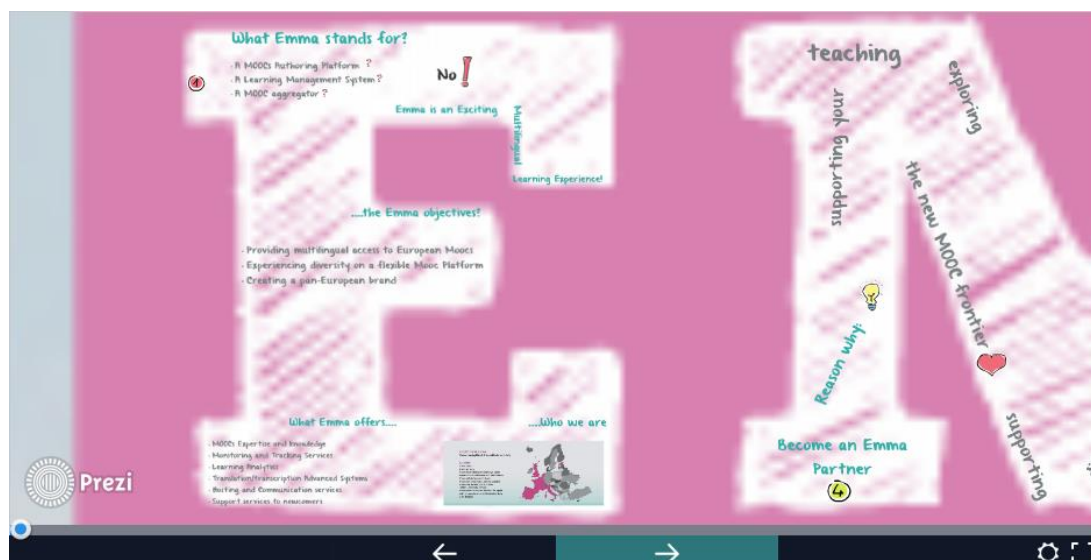 What Emma stands for?
- A MOOCs Authoring Platform ?
- A Learning Management System ?
- A MOOC aggregator ?
No!
Emma is an Exciting
Multilingual
Learning Experience!
....the Emma objectives!
- Providing multilingual access to European Moocs
- Experiencing diversity on a flexible Mooc Platform
- Creating a pan-European brand
What Emma offers....
- MOOCs Expertise and knowledge
- Monitoring and Tracking Services
- Learning Analytics
- Translation/transcription Advanced Systems
- Hosting and Communication services
- Support services to newcomers
....Who we are
teaching
supporting your
exploring
the new MOOC frontier
supporting
Reason why:
Become an Emma
Partner
4
Prezi